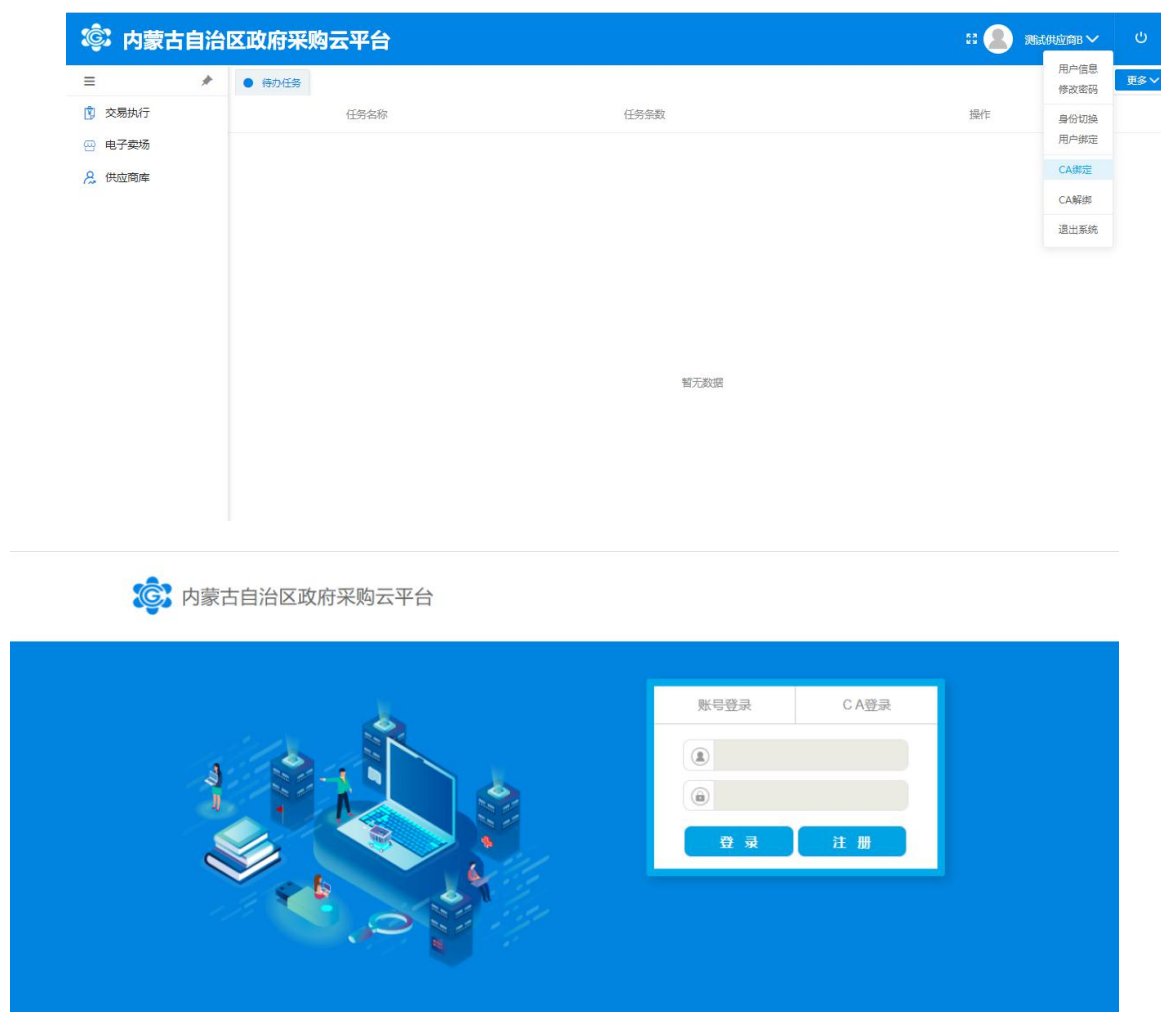 内蒙古自治区政府采购云平台
测试供应商B
待办任务
更多
任务名称 任务条数 操作
交易执行
电子卖场
供应商库
用户信息
修改密码
身份切换
用户绑定
CA绑定
CA解绑
退出系统
暂无数据
内蒙古自治区政府采购云平台
账号登录 CA登录
登录 注册